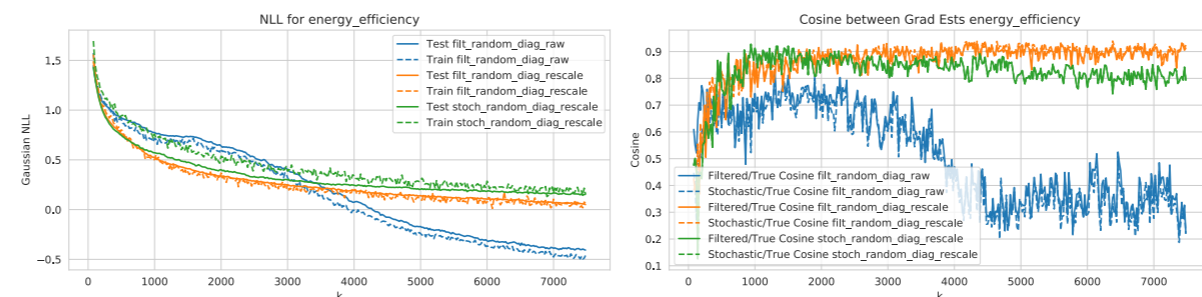 NLL for energy_efficiency
Gaussian NLL
1.5
1.0
0.5
0.0
−0.5
Test filt_random_diag_raw
Train filt_random_diag_raw
Test filt_random_diag_rescale
Train filt_random_diag_rescale
Test stoch_random_diag_rescale
Train stoch_random_diag_rescale
0 1000 2000 3000 4000 5000 6000 7000
k
Cosine between Grad Ests energy_efficiency
Cosine
0.9
0.8
0.7
0.6
0.5
0.4
0.3
0.2
0.1
Filtered/True Cosine filt_random_diag_raw
Stochastic/True Cosine filt_random_diag_raw
Filtered/True Cosine filt_random_diag_rescale
Stochastic/True Cosine filt_random_diag_rescale
Filtered/True Cosine stoch_random_diag_rescale
Stochastic/True Cosine stoch_random_diag_rescale
0 1000 2000 3000 4000 5000 6000 7000
k